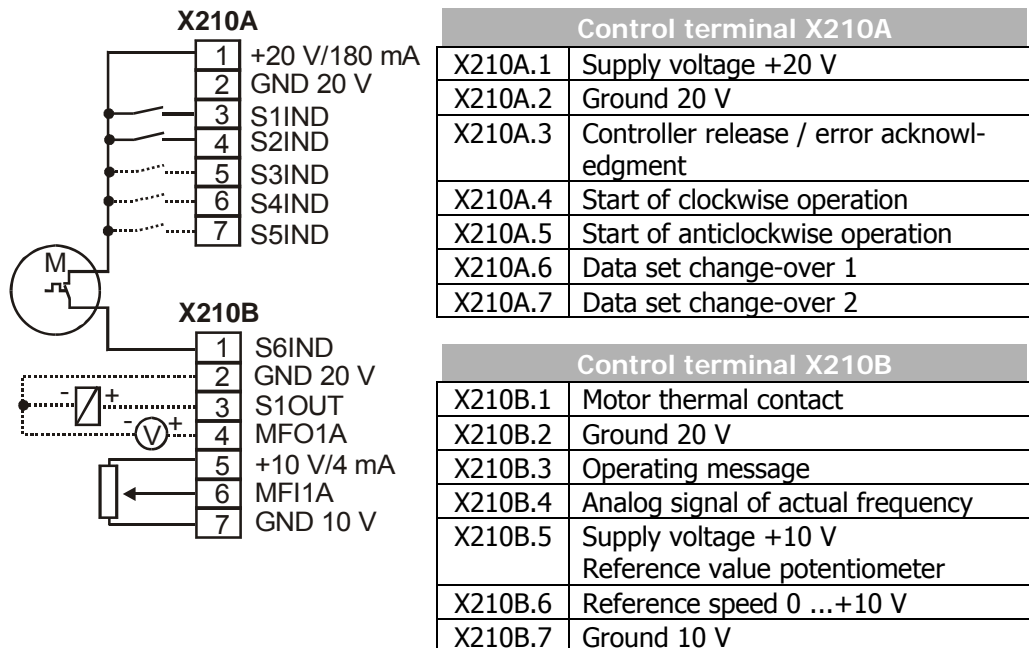 X210A
1 +20 V/180 mA
2 GND 20 V
3 S1IND
4 S2IND
5 S3IND
6 S4IND
7 S5IND
M
X210B
1 S6IND
2 GND 20 V
- + 3 S1OUT
- V + 4 MFO1A
5 +10 V/4 mA
6 MFI1A
7 GND 10 V
Control terminal X210A
X210A.1 Supply voltage +20 V
X210A.2 Ground 20 V
X210A.3 Controller release / error acknowl-
edgment
X210A.4 Start of clockwise operation
X210A.5 Start of anticlockwise operation
X210A.6 Data set change-over 1
X210A.7 Data set change-over 2
Control terminal X210B
X210B.1 Motor thermal contact
X210B.2 Ground 20 V
X210B.3 Operating message
X210B.4 Analog signal of actual frequency
X210B.5 Supply voltage +10 V
Reference value potentiometer
X210B.6 Reference speed 0 ...+10 V
X210B.7 Ground 10 V